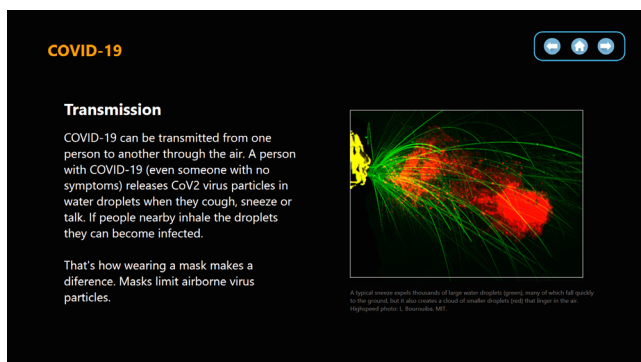 COVID-19
Transmission
COVID-19 can be transmitted from one
person to another through the air. A person
with COVID-19 (even someone with no
symptoms) releases CoV2 virus particles in
water droplets when they cough, sneeze or
talk. If people nearby inhale the droplets
they can become infected.
That's how wearing a mask makes a
diference. Masks limit airborne virus
particles.
A typical sneeze expels thousands of large water droplets (green), many of which fall quickly
to the ground, but it also creates a cloud of smaller droplets (red) that linger in the air.
Highspeed photo: L. Bourouiba. MIT.